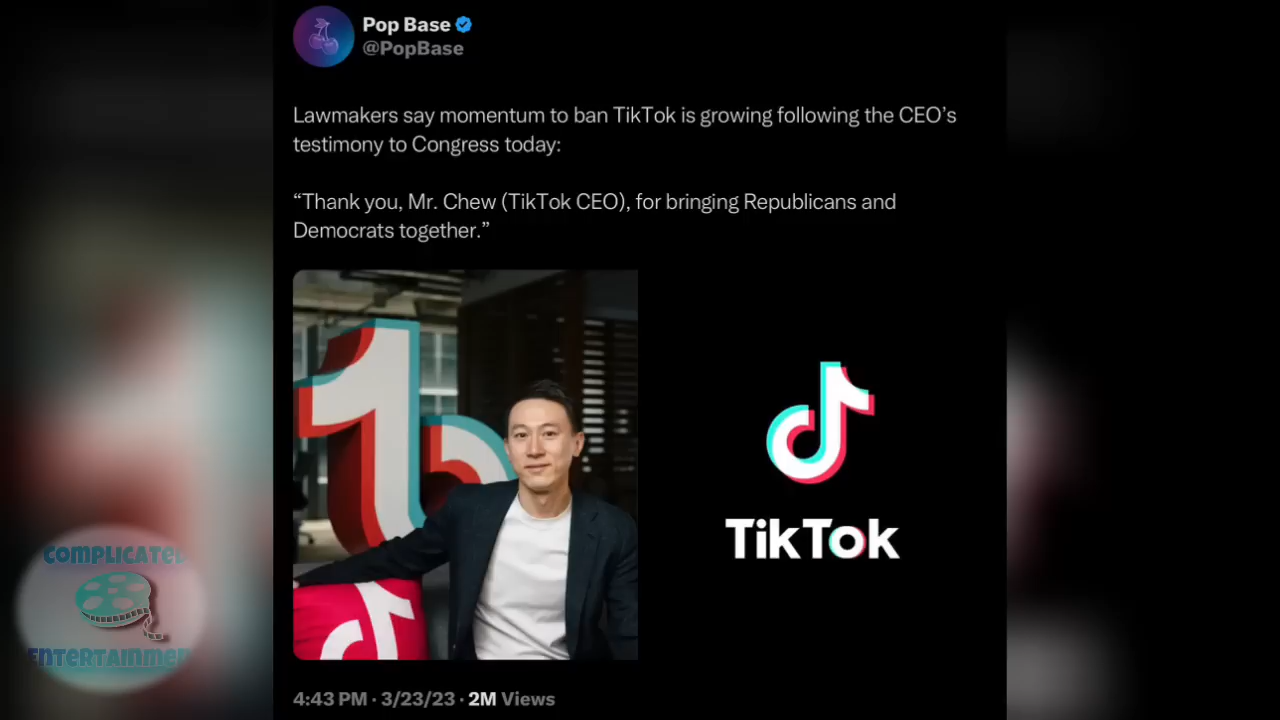 Pop Base
@PopBase
Lawmakers say momentum to ban TikTok is growing following the CEO’s
testimony to Congress today:
“Thank you, Mr. Chew (TikTok CEO), for bringing Republicans and
Democrats together.”
TikTok
4:43 PM · 3/23/23 · 2M Views
COMPLICATED
ENTERTAINMENT